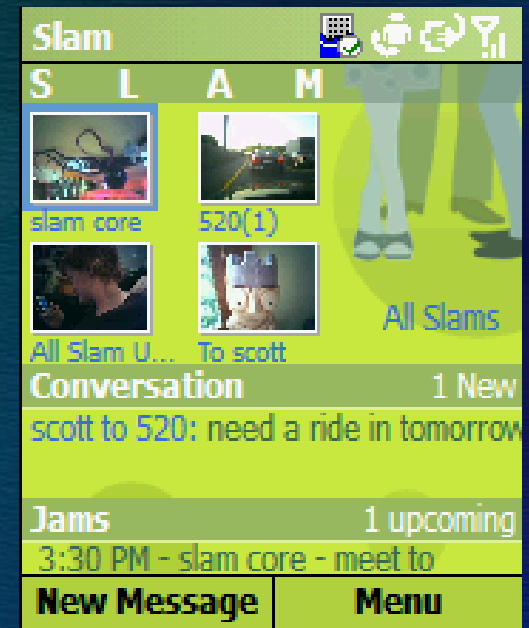 Slam
S L A M
slam core 520(1)
All Slam U... To scott
All Slams
Conversation 1 New
scott to 520: need a ride in tomorrow
Jams 1 upcoming
3:30 PM - slam core - meet to
New Message Menu